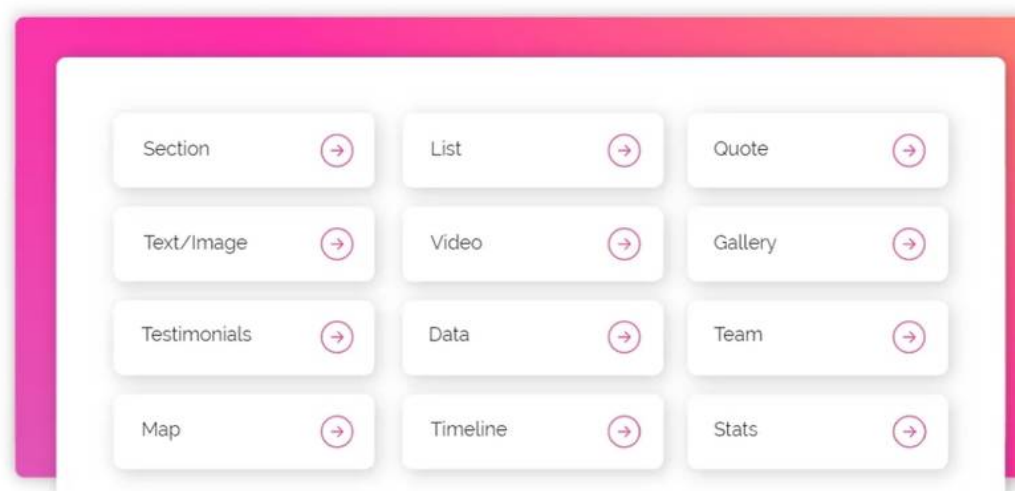 Section
List
Quote
Text/Image
Video
Gallery
Testimonials
Data
Team
Map
Timeline
Stats